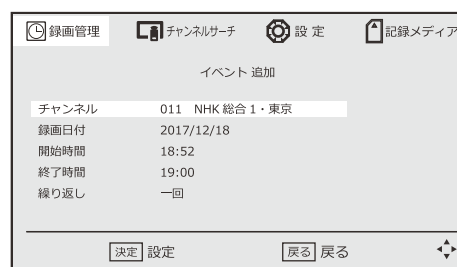 録画管理 チャンネルサーチ 設 定 記録メディア
イベント 追加
チャンネル 011 NHK 総合 1・東京
録画日付 2017/12/18
開始時間 18:52
終了時間 19:00
繰り返し 一回
決定 設定 戻る 戻る